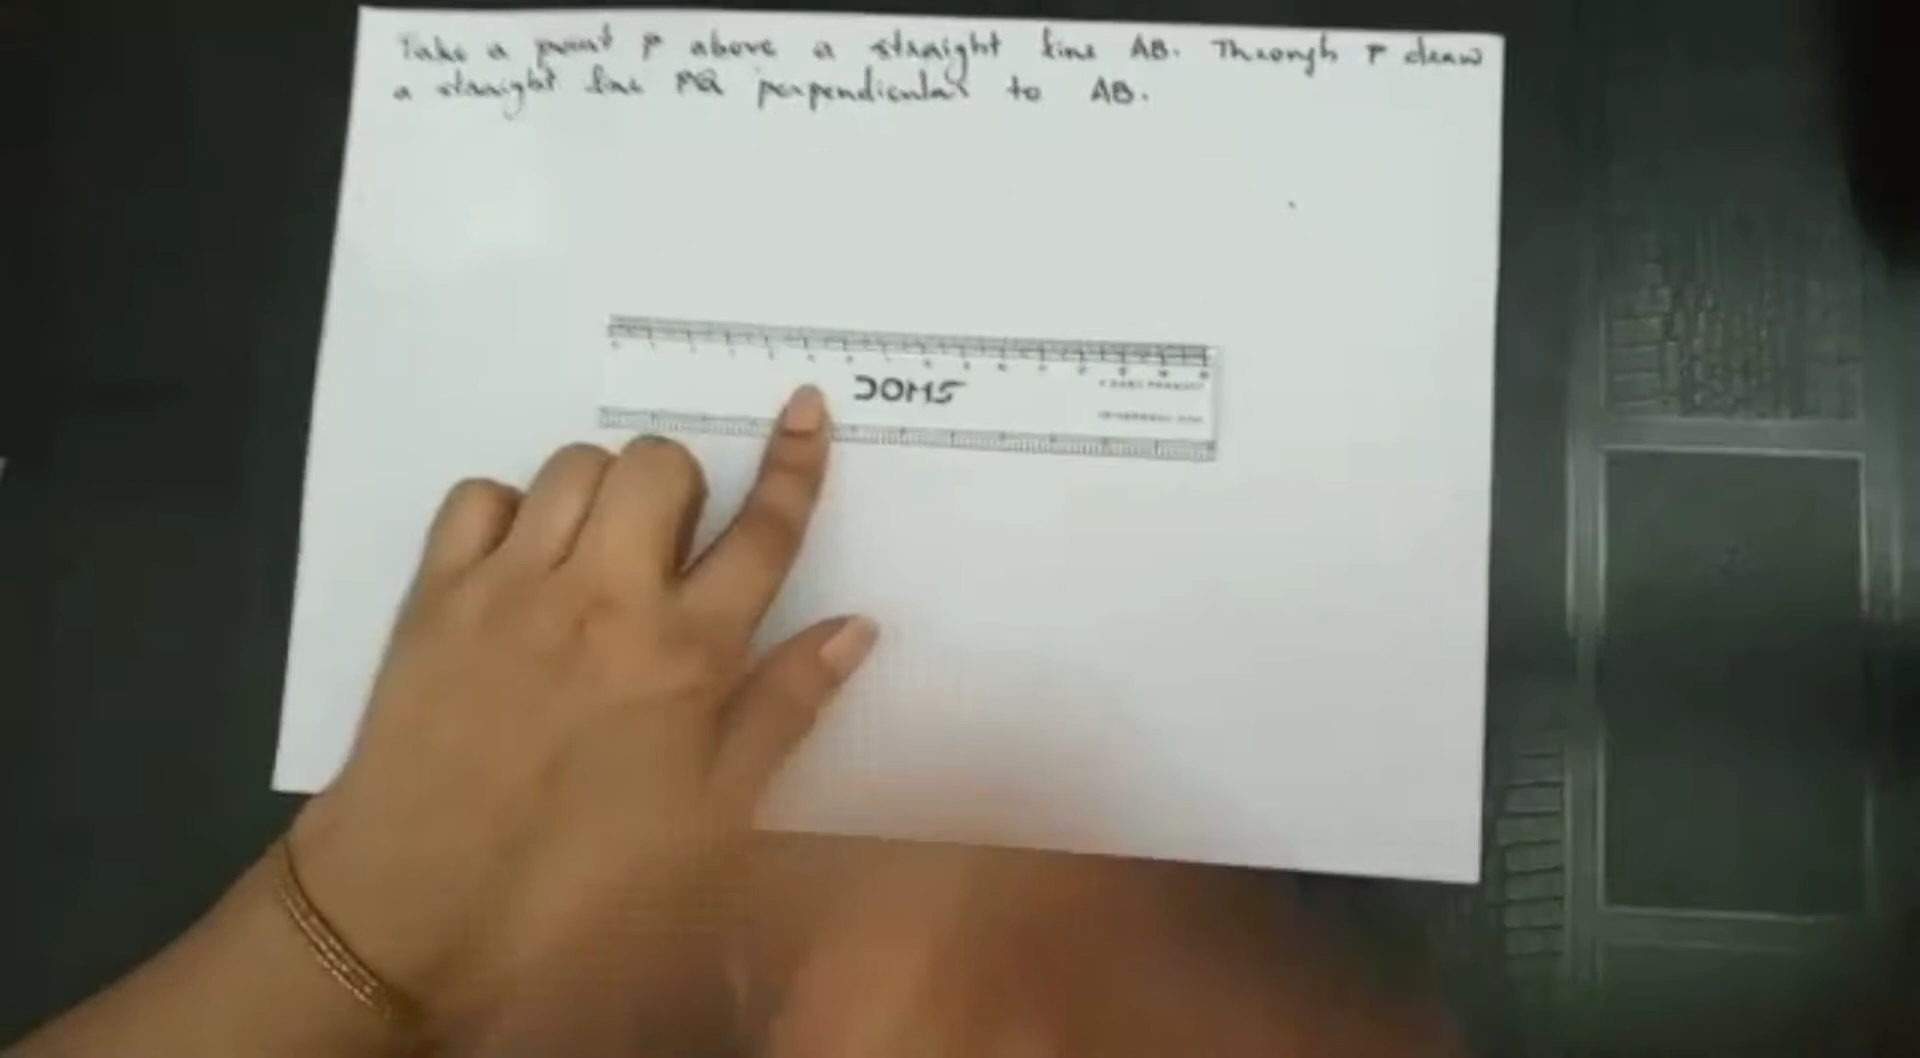 Take a point P above a straight line AB. Through P draw
a straight line PQ perpendicular to AB.
DOMS